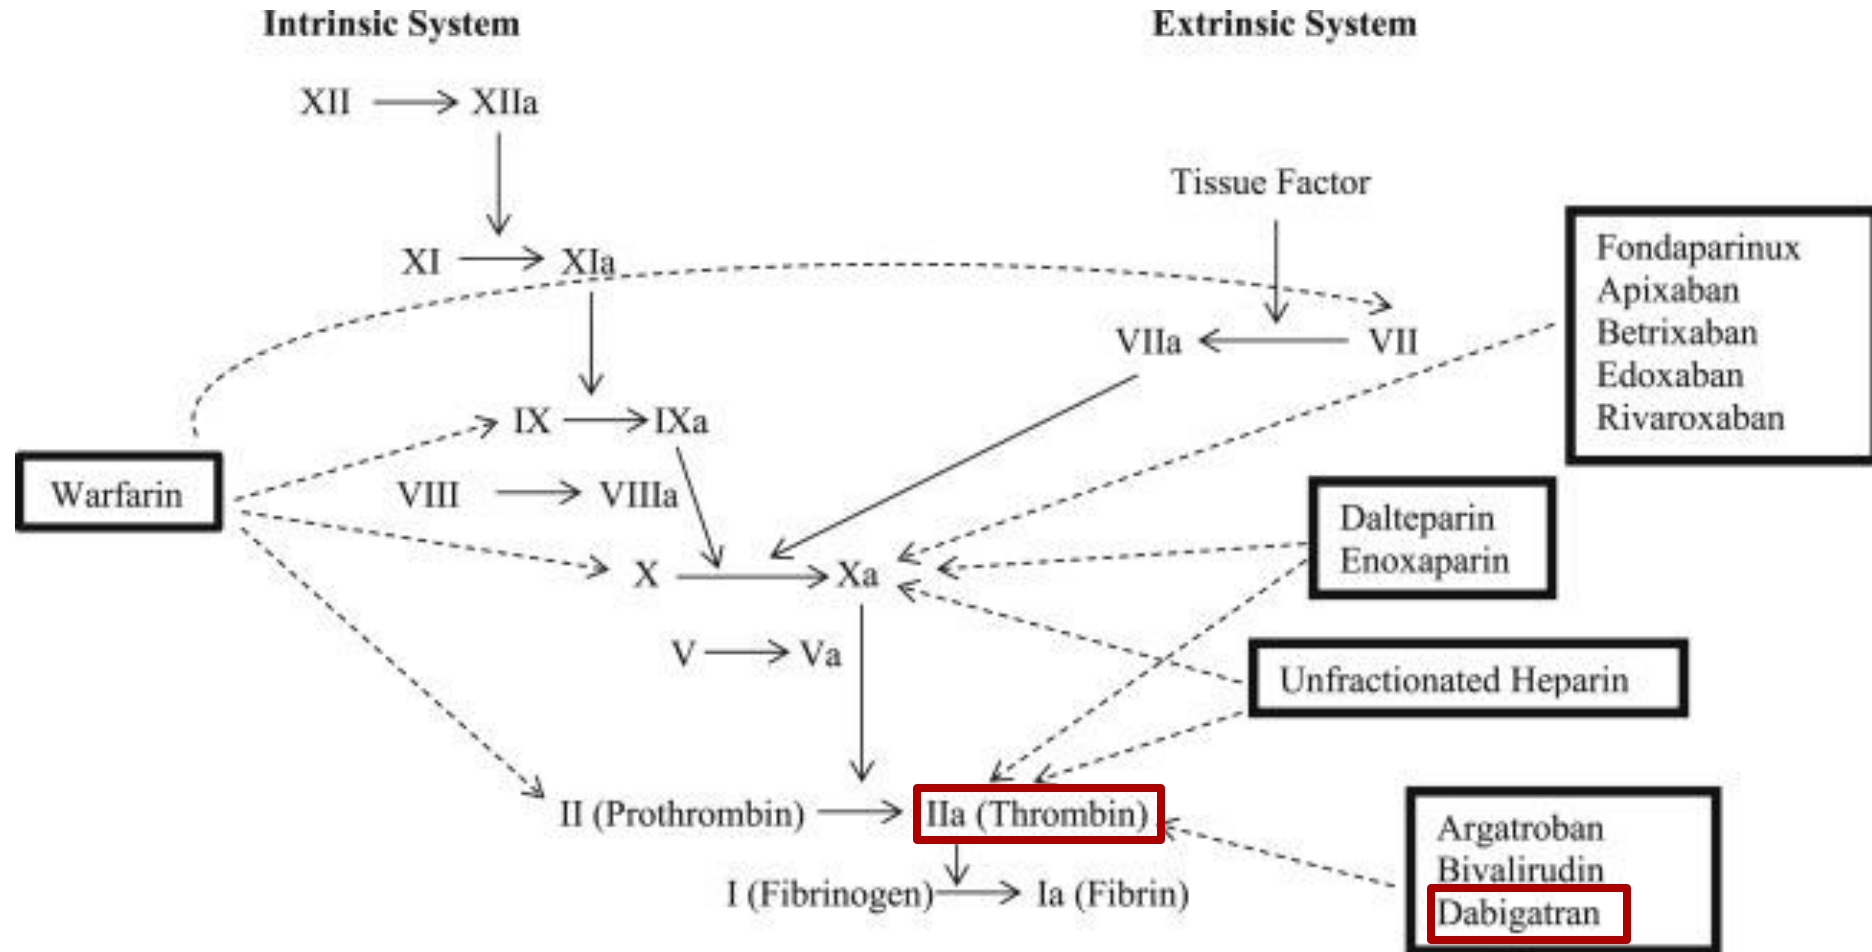 Intrinsic System
Extrinsic System
XII
XIIa
Tissue Factor
XI
XIa
Fondaparinux
Apixaban
Betrixaban
Edoxaban
Rivaroxaban
VIIa
VII
IX
IXa
Warfarin
VIII
VIIIa
Dalteparin
Enoxaparin
X
Xa
V
Va
Unfractionated Heparin
II (Prothrombin)
IIa (Thrombin)
Argatroban
Bivalirudin
Dabigatran
I (Fibrinogen)
Ia (Fibrin)